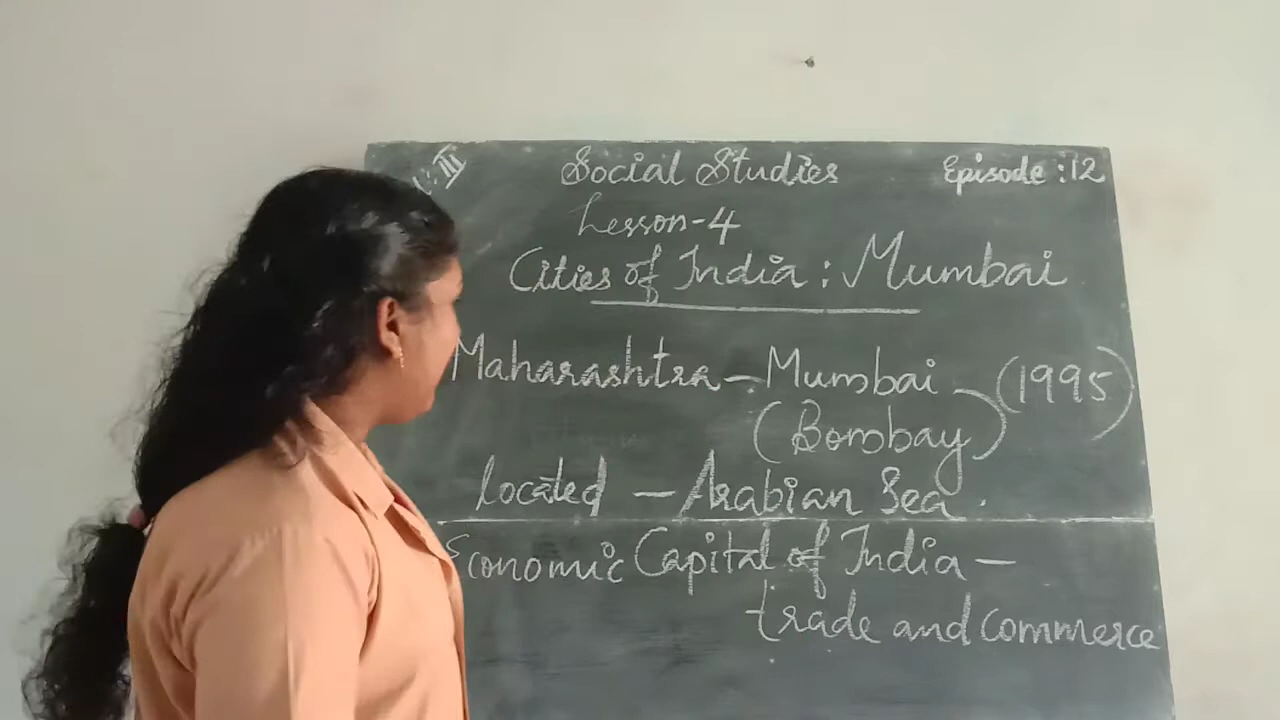 : III
Social Studies
Episode : 12
Lesson - 4
Cities of India : Mumbai
Maharashtra - Mumbai - (1995)
(Bombay)
located - Arabian Sea.
Economic Capital of India -
trade and commerce